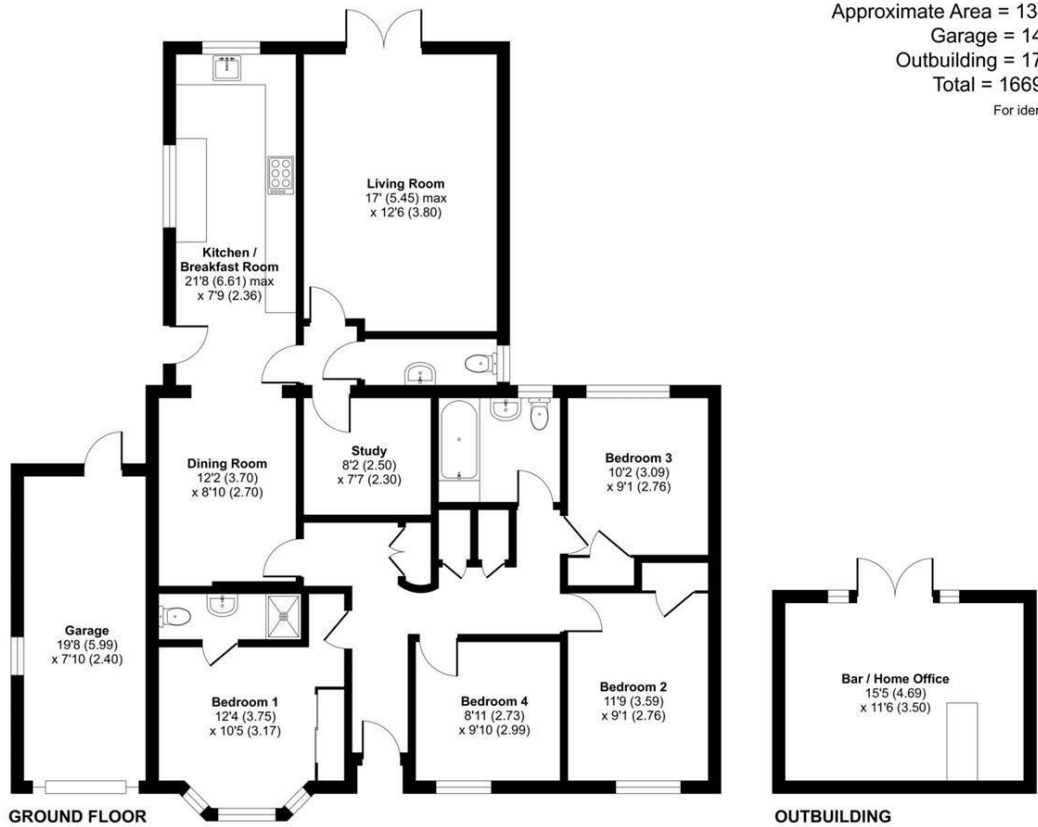 Approximate Area = 13
Garage = 14
Outbuilding = 17
Total = 1669
For iden
Living Room
17' (5.45) max
x 12'6 (3.80)
Kitchen /
Breakfast Room
21'8 (6.61) max
x 7'9 (2.36)
Study
8'2 (2.50)
x 7'7 (2.30)
Dining Room
12'2 (3.70)
x 8'10 (2.70)
Bedroom 3
10'2 (3.09)
x 9'1 (2.76)
Garage
19'8 (5.99)
x 7'10 (2.40)
Bedroom 1
12'4 (3.75)
x 10'5 (3.17)
Bedroom 4
8'11 (2.73)
x 9'10 (2.99)
Bedroom 2
11'9 (3.59)
x 9'1 (2.76)
Bar / Home Office
15'5 (4.69)
x 11'6 (3.50)
GROUND FLOOR
OUTBUILDING